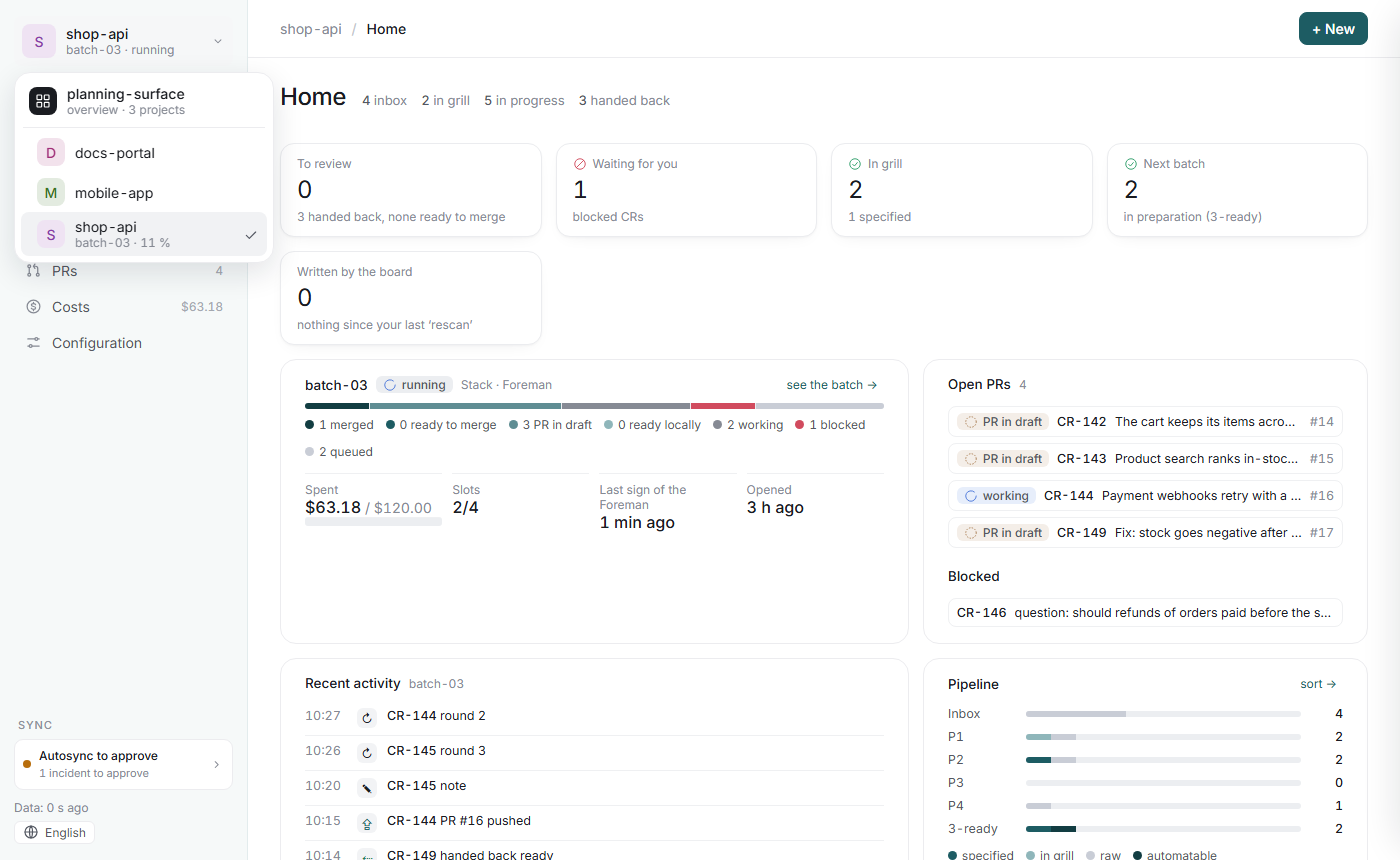 S
shop-api
batch-03 · running
planning-surface
overview · 3 projects
D
docs-portal
M
mobile-app
S
shop-api
batch-03 · 11 %
PRs
4
Costs
$63.18
Configuration
SYNC
Autosync to approve
1 incident to approve
Data: 0 s ago
English
shop-api / Home
+ New
Home
4 inbox
2 in grill
5 in progress
3 handed back
To review
0
3 handed back, none ready to merge
Waiting for you
1
blocked CRs
In grill
2
1 specified
Next batch
2
in preparation (3-ready)
Written by the board
0
nothing since your last ‘rescan’
batch-03
running
Stack · Foreman
see the batch →
1 merged
0 ready to merge
3 PR in draft
0 ready locally
2 working
1 blocked
2 queued
Spent
$63.18 / $120.00
Slots
2/4
Last sign of the
Foreman
1 min ago
Opened
3 h ago
Open PRs 4
PR in draft CR-142 The cart keeps its items acro... #14
PR in draft CR-143 Product search ranks in-stoc... #15
working CR-144 Payment webhooks retry with a ... #16
PR in draft CR-149 Fix: stock goes negative after ... #17
Blocked
CR-146 question: should refunds of orders paid before the s...
Recent activity batch-03
10:27 CR-144 round 2
10:26 CR-145 round 3
10:20 CR-145 note
10:15 CR-144 PR #16 pushed
10:14 CR-149 handed back ready
Pipeline
sort →
Inbox 4
P1 2
P2 2
P3 0
P4 1
3-ready 2
specified
in grill
raw
automatable